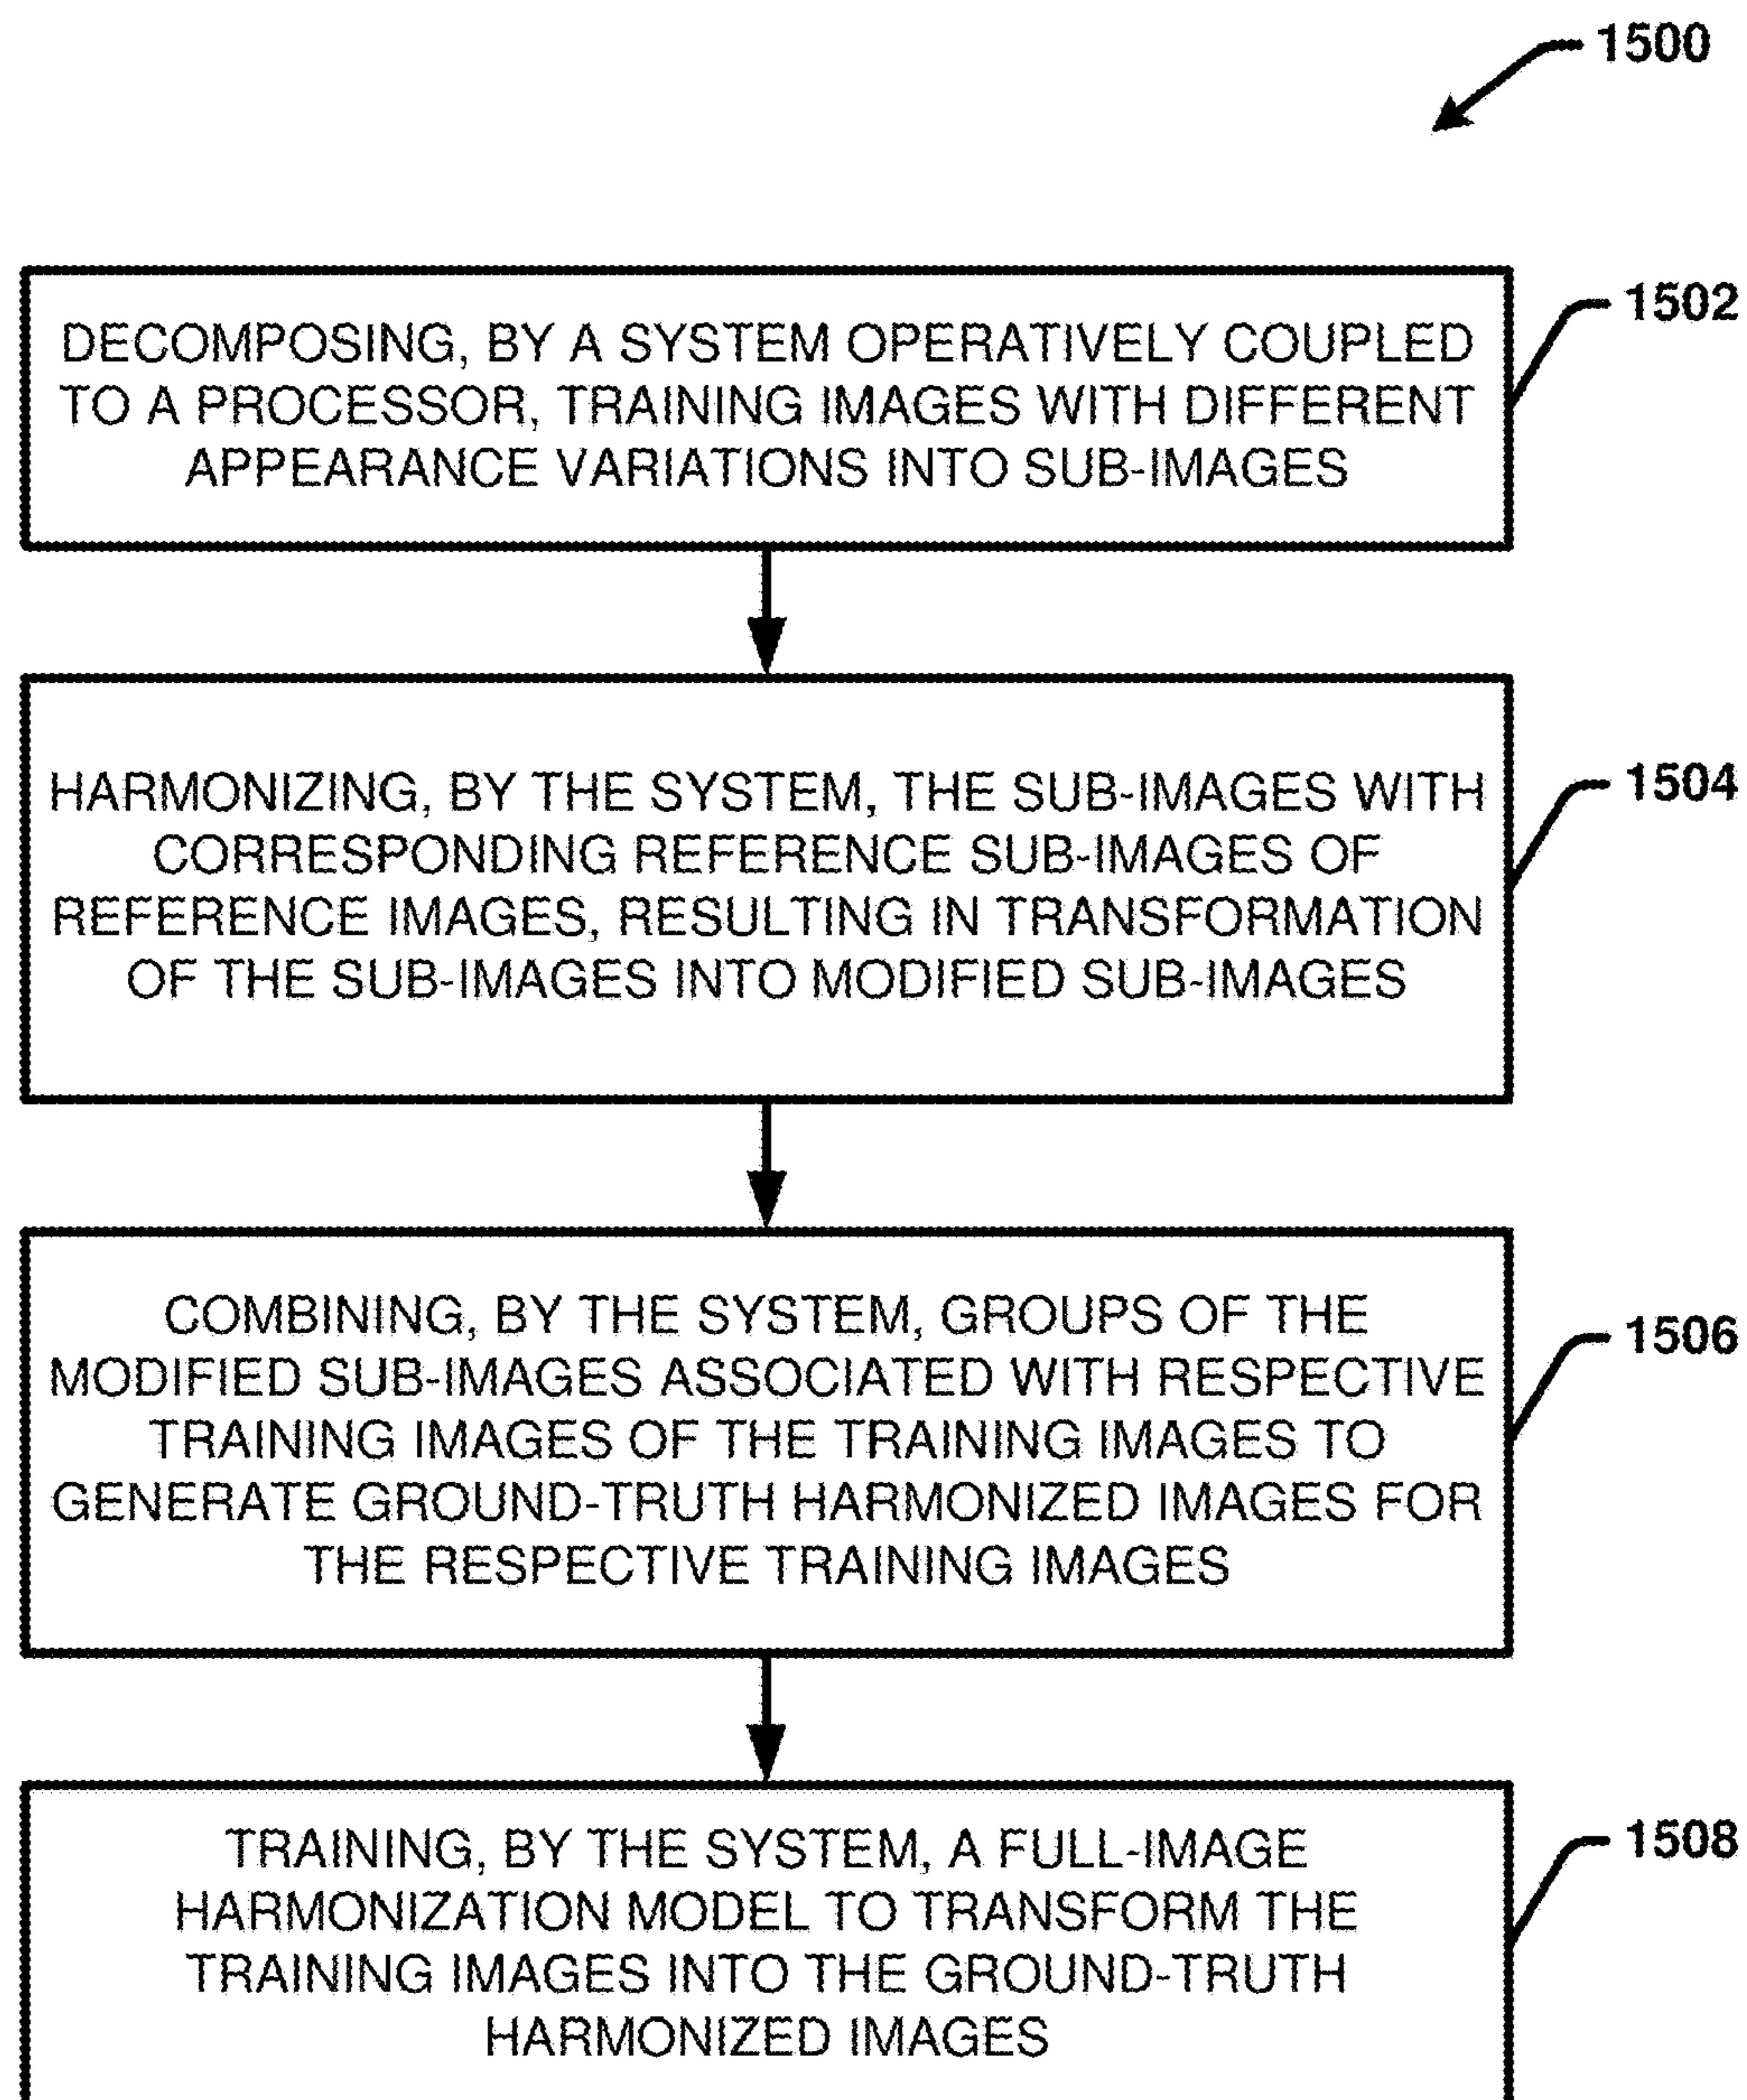 1500
DECOMPOSING, BY A SYSTEM OPERATIVELY COUPLED
TO A PROCESSOR, TRAINING IMAGES WITH DIFFERENT
APPEARANCE VARIATIONS INTO SUB-IMAGES
1502
HARMONIZING, BY THE SYSTEM, THE SUB-IMAGES WITH
CORRESPONDING REFERENCE SUB-IMAGES OF
REFERENCE IMAGES, RESULTING IN TRANSFORMATION
OF THE SUB-IMAGES INTO MODIFIED SUB-IMAGES
1504
COMBINING, BY THE SYSTEM, GROUPS OF THE
MODIFIED SUB-IMAGES ASSOCIATED WITH RESPECTIVE
TRAINING IMAGES OF THE TRAINING IMAGES TO
GENERATE GROUND-TRUTH HARMONIZED IMAGES FOR
THE RESPECTIVE TRAINING IMAGES
1506
TRAINING, BY THE SYSTEM, A FULL-IMAGE
HARMONIZATION MODEL TO TRANSFORM THE
TRAINING IMAGES INTO THE GROUND-TRUTH
HARMONIZED IMAGES
1508